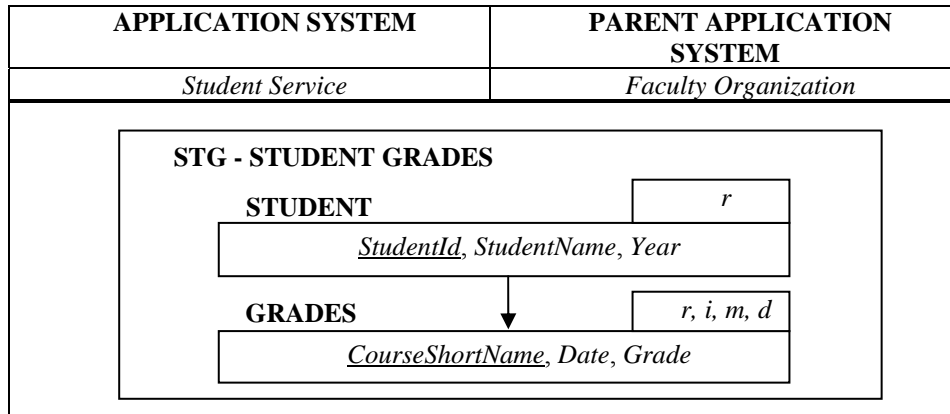 APPLICATION SYSTEM
PARENT APPLICATION
SYSTEM
Student Service
Faculty Organization
STG - STUDENT GRADES
STUDENT
r
StudentId, StudentName, Year
GRADES
r, i, m, d
CourseShortName, Date, Grade